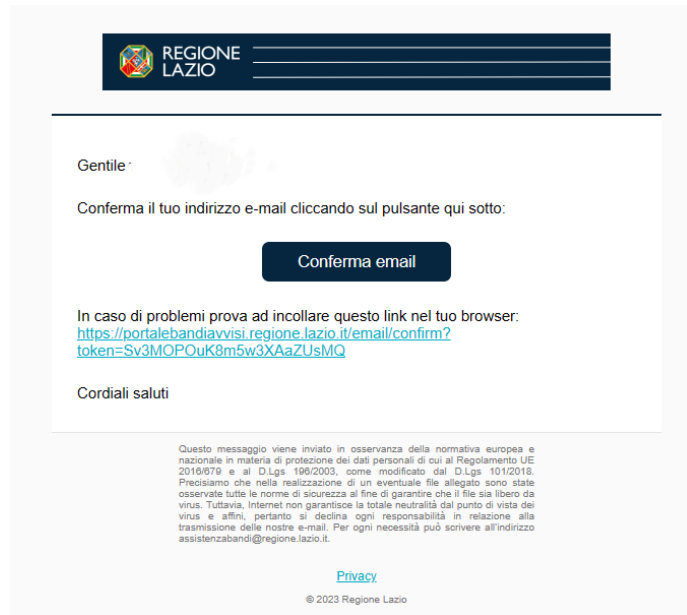 REGIONE
LAZIO
Gentile
Conferma il tuo indirizzo e-mail cliccando sul pulsante qui sotto:
Conferma email
In caso di problemi prova ad incollare questo link nel tuo browser:
https://portalebandiavvisi.regione.lazio.it/email/confirm?
token=Sv3MOPOuK8m5w3XAaZUsMQ
Cordiali saluti
Questo messaggio viene inviato in osservanza della normativa europea e
nazionale in materia di protezione dei dati personali di cui al Regolamento UE
2016/679 e al D.Lgs 196/2003, come modificato dal D.Lgs 101/2018.
Precisiamo che nella realizzazione di un eventuale file allegato sono state
osservate tutte le norme di sicurezza al fine di garantire che il file sia libero da
virus. Tuttavia, Internet non garantisce la totale neutralità dal punto di vista dei
virus e affini, pertanto si declina ogni responsabilità in relazione alla
trasmissione delle nostre e-mail. Per ogni necessità può scrivere all'indirizzo
assistenzabandi@regione.lazio.it.
Privacy
© 2023 Regione Lazio